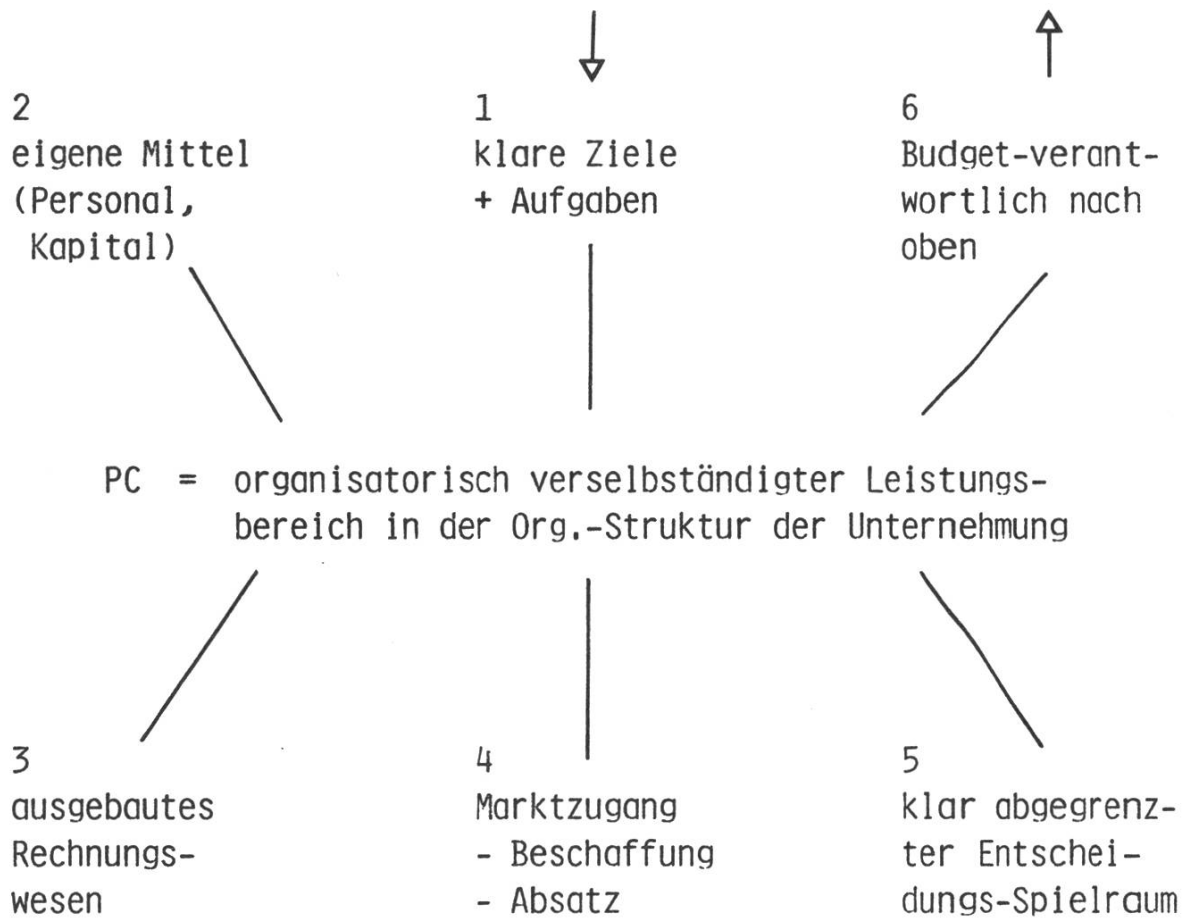 2
eigene Mittel
(Personal,
Kapital)
1
klare Ziele
+ Aufgaben
6
Budget-verant-
wortlich nach
oben
PC = organisatorisch verselbständigter Leistungs-
bereich in der Org.-Struktur der Unternehmung
3
ausgebautes
Rechnungs-
wesen
4
Marktzugang
- Beschaffung
- Absatz
5
klar abgegrenz-
ter Entschei-
dungs-Spielraum